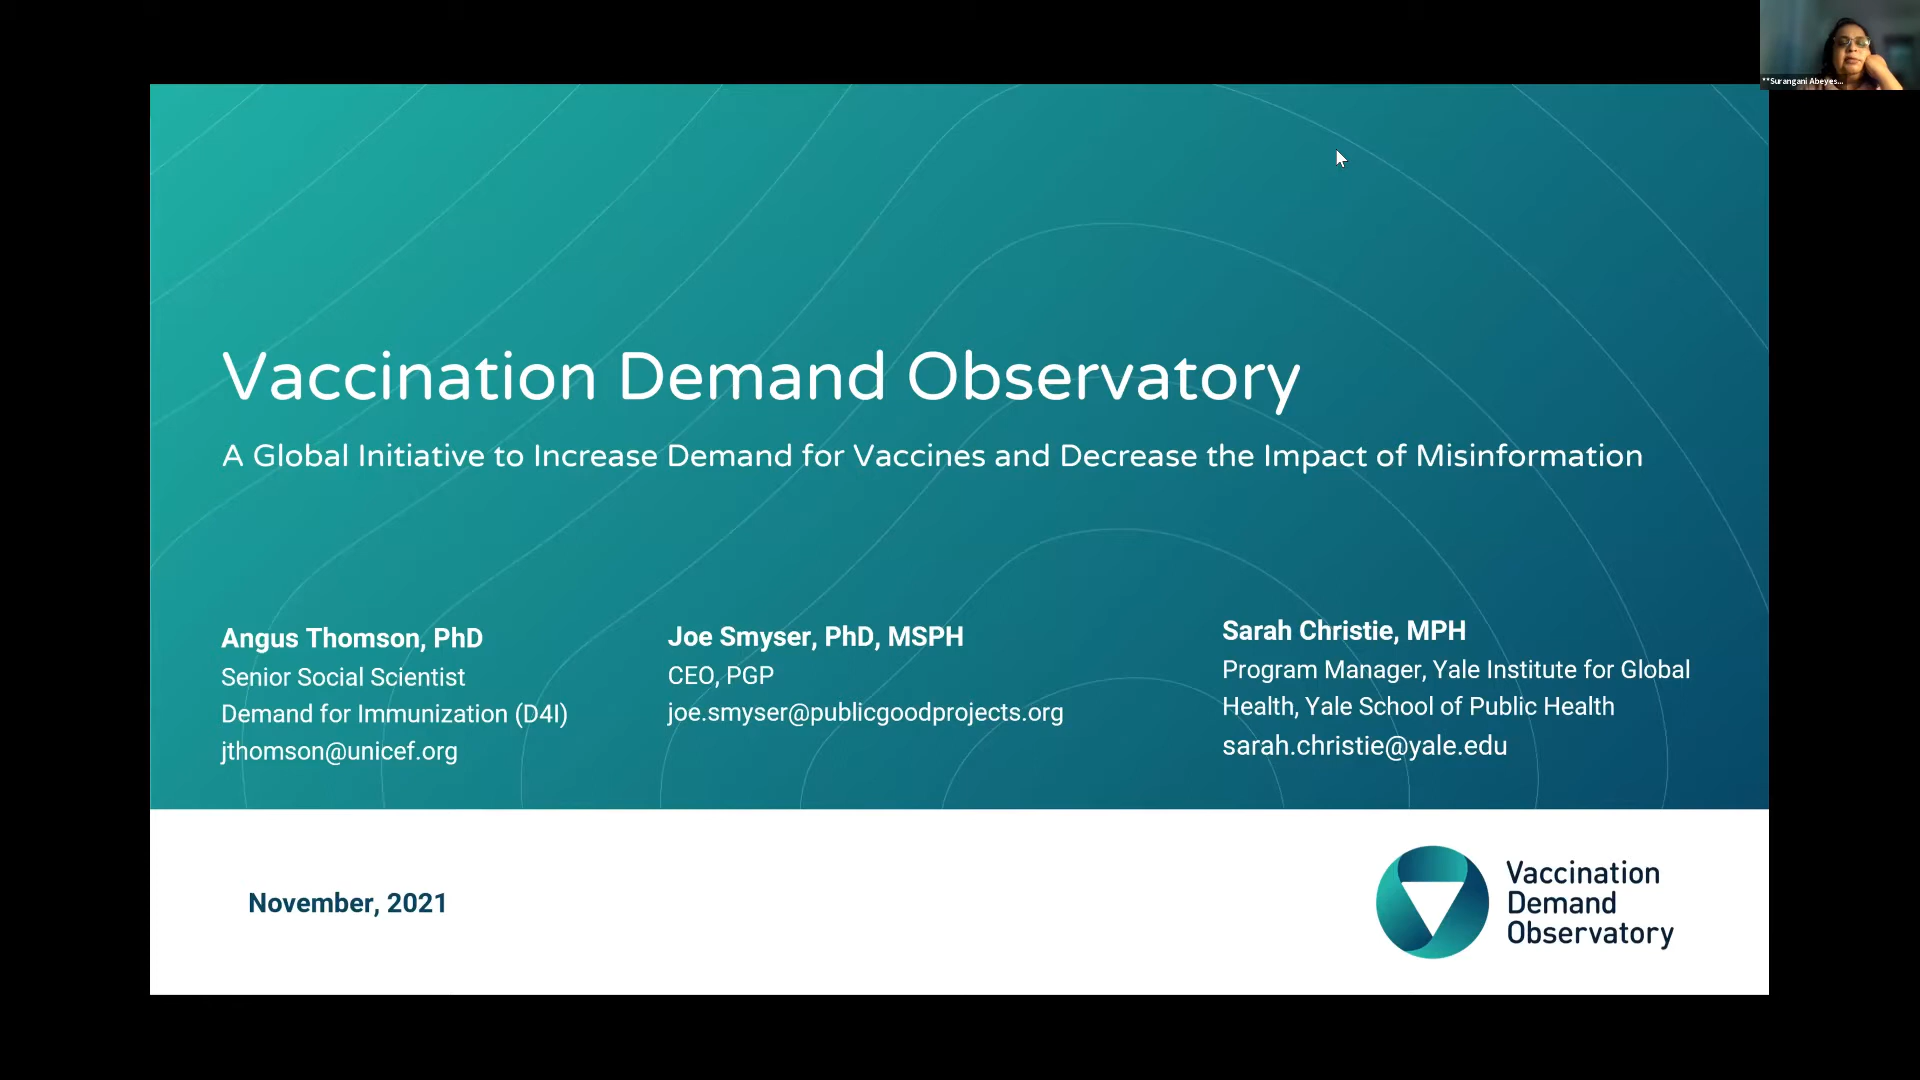 **Surangani Abeyes...
Vaccination Demand Observatory
A Global Initiative to Increase Demand for Vaccines and Decrease the Impact of Misinformation
Angus Thomson, PhD
Senior Social Scientist
Demand for Immunization (D4I)
jthomson@unicef.org
Joe Smyser, PhD, MSPH
CEO, PGP
joe.smyser@publicgoodprojects.org
Sarah Christie, MPH
Program Manager, Yale Institute for Global
Health, Yale School of Public Health
sarah.christie@yale.edu
November, 2021
Vaccination
Demand
Observatory